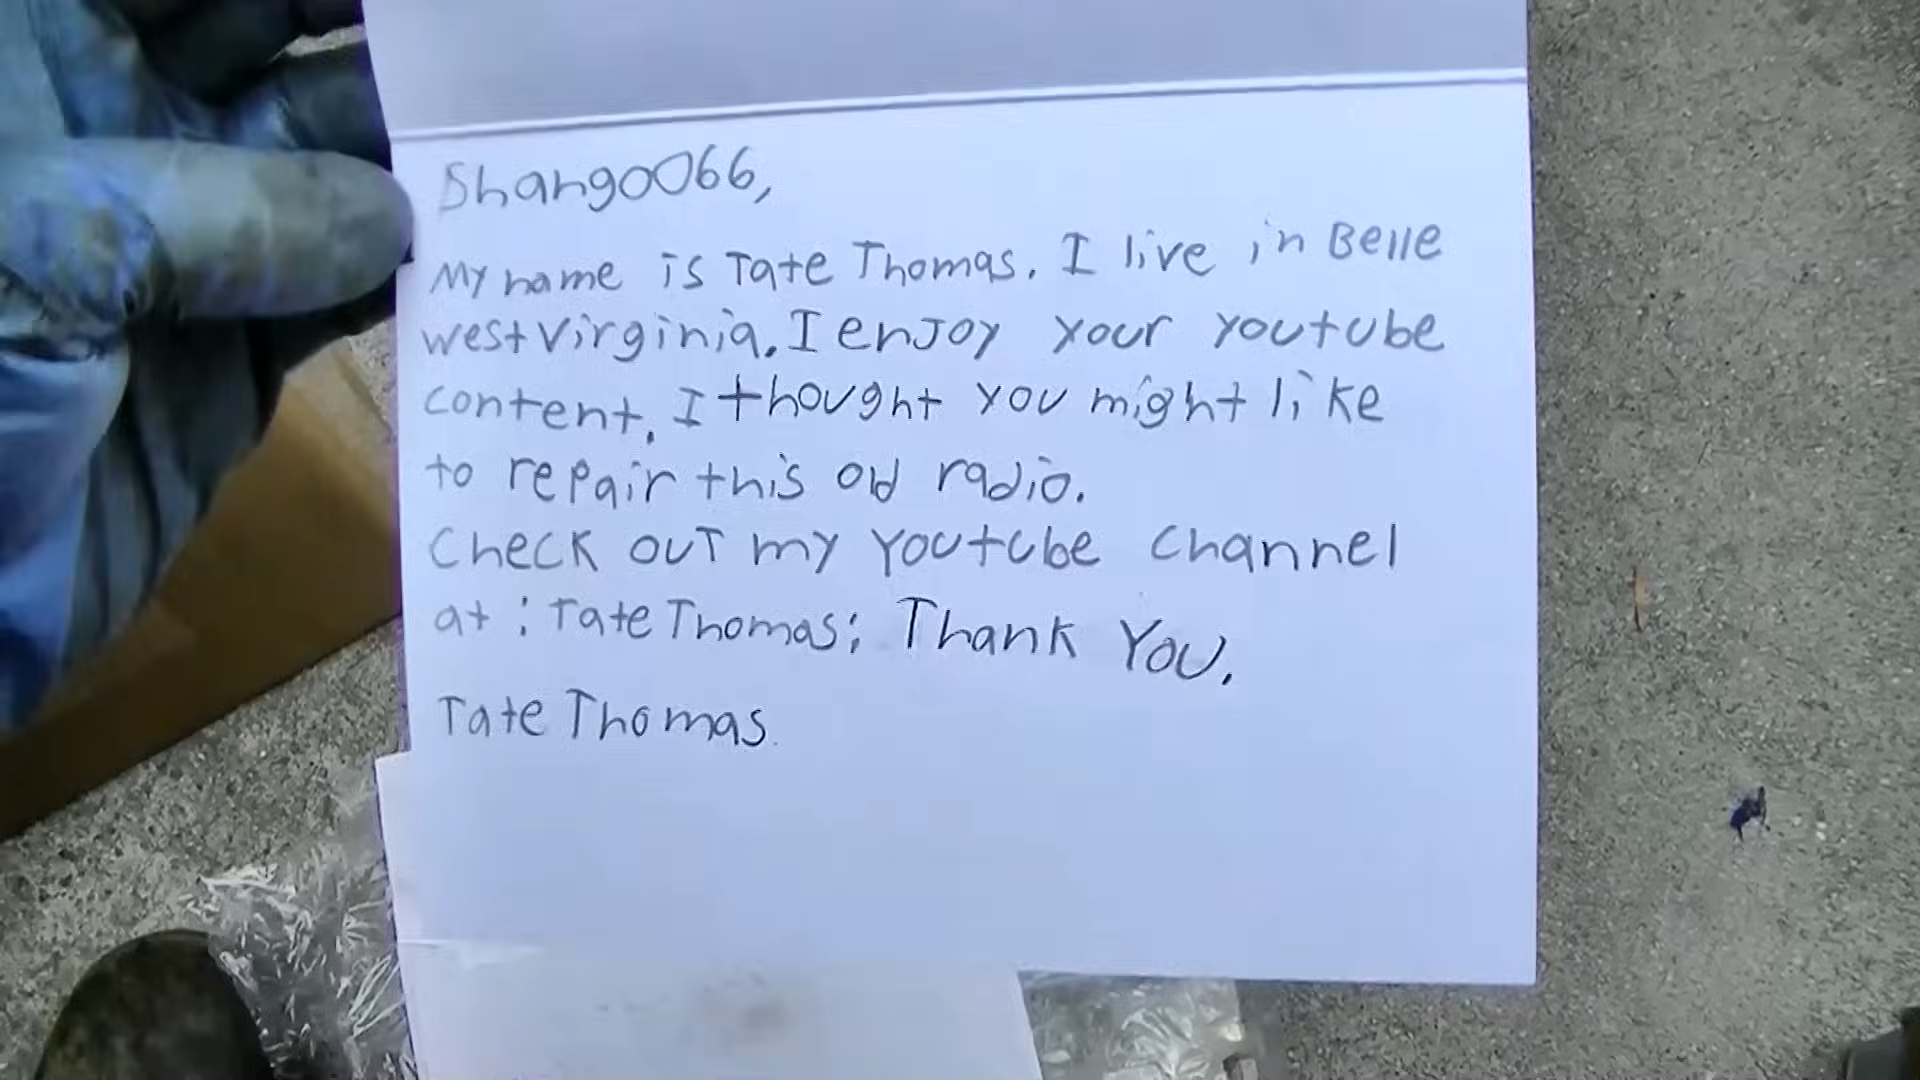 Shango066,
My name is Tate Thomas. I live in Belle
west Virginia. I enjoy your youtube
content. I thought you might like
to repair this old radio.
Check out my Youtube channel
at : Tate Thomas; Thank You.
Tate Thomas.